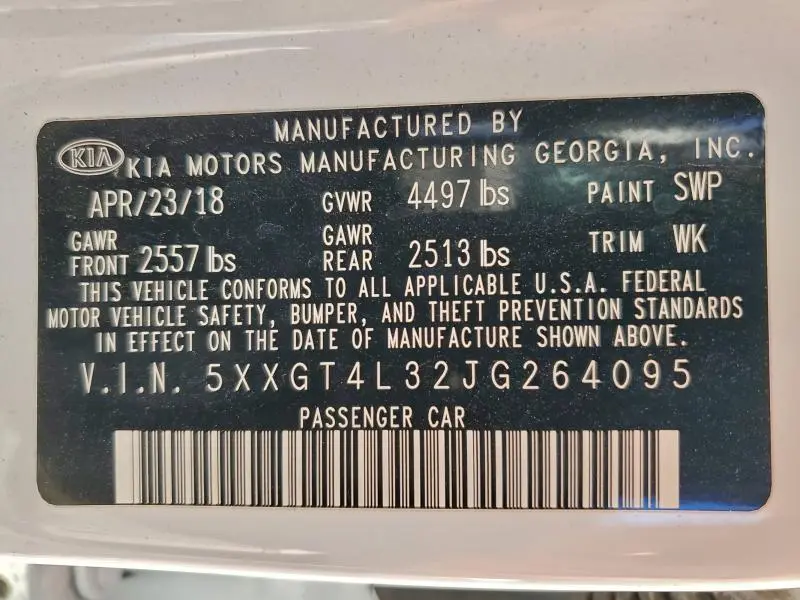 MANUFACTURED BY
KIA KIA MOTORS MANUFACTURING GEORGIA, INC.
APR/23/18 GVWR 4497 lbs PAINT SWP
GAWR FRONT 2557 lbs GAWR REAR 2513 lbs TRIM WK
THIS VEHICLE CONFORMS TO ALL APPLICABLE U.S.A. FEDERAL
MOTOR VEHICLE SAFETY, BUMPER, AND THEFT PREVENTION STANDARDS
IN EFFECT ON THE DATE OF MANUFACTURE SHOWN ABOVE.
V.I.N. 5XXGT4L32JG264095
PASSENGER CAR